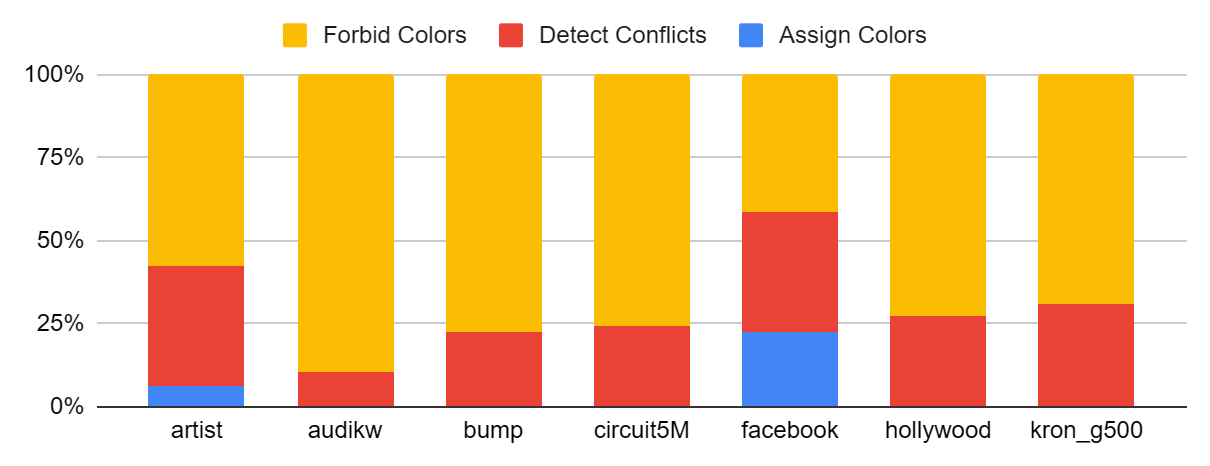 Forbid Colors Detect Conflicts Assign Colors
100%
75%
50%
25%
0%
artist audikw bump circuit5M facebook hollywood kron_g500